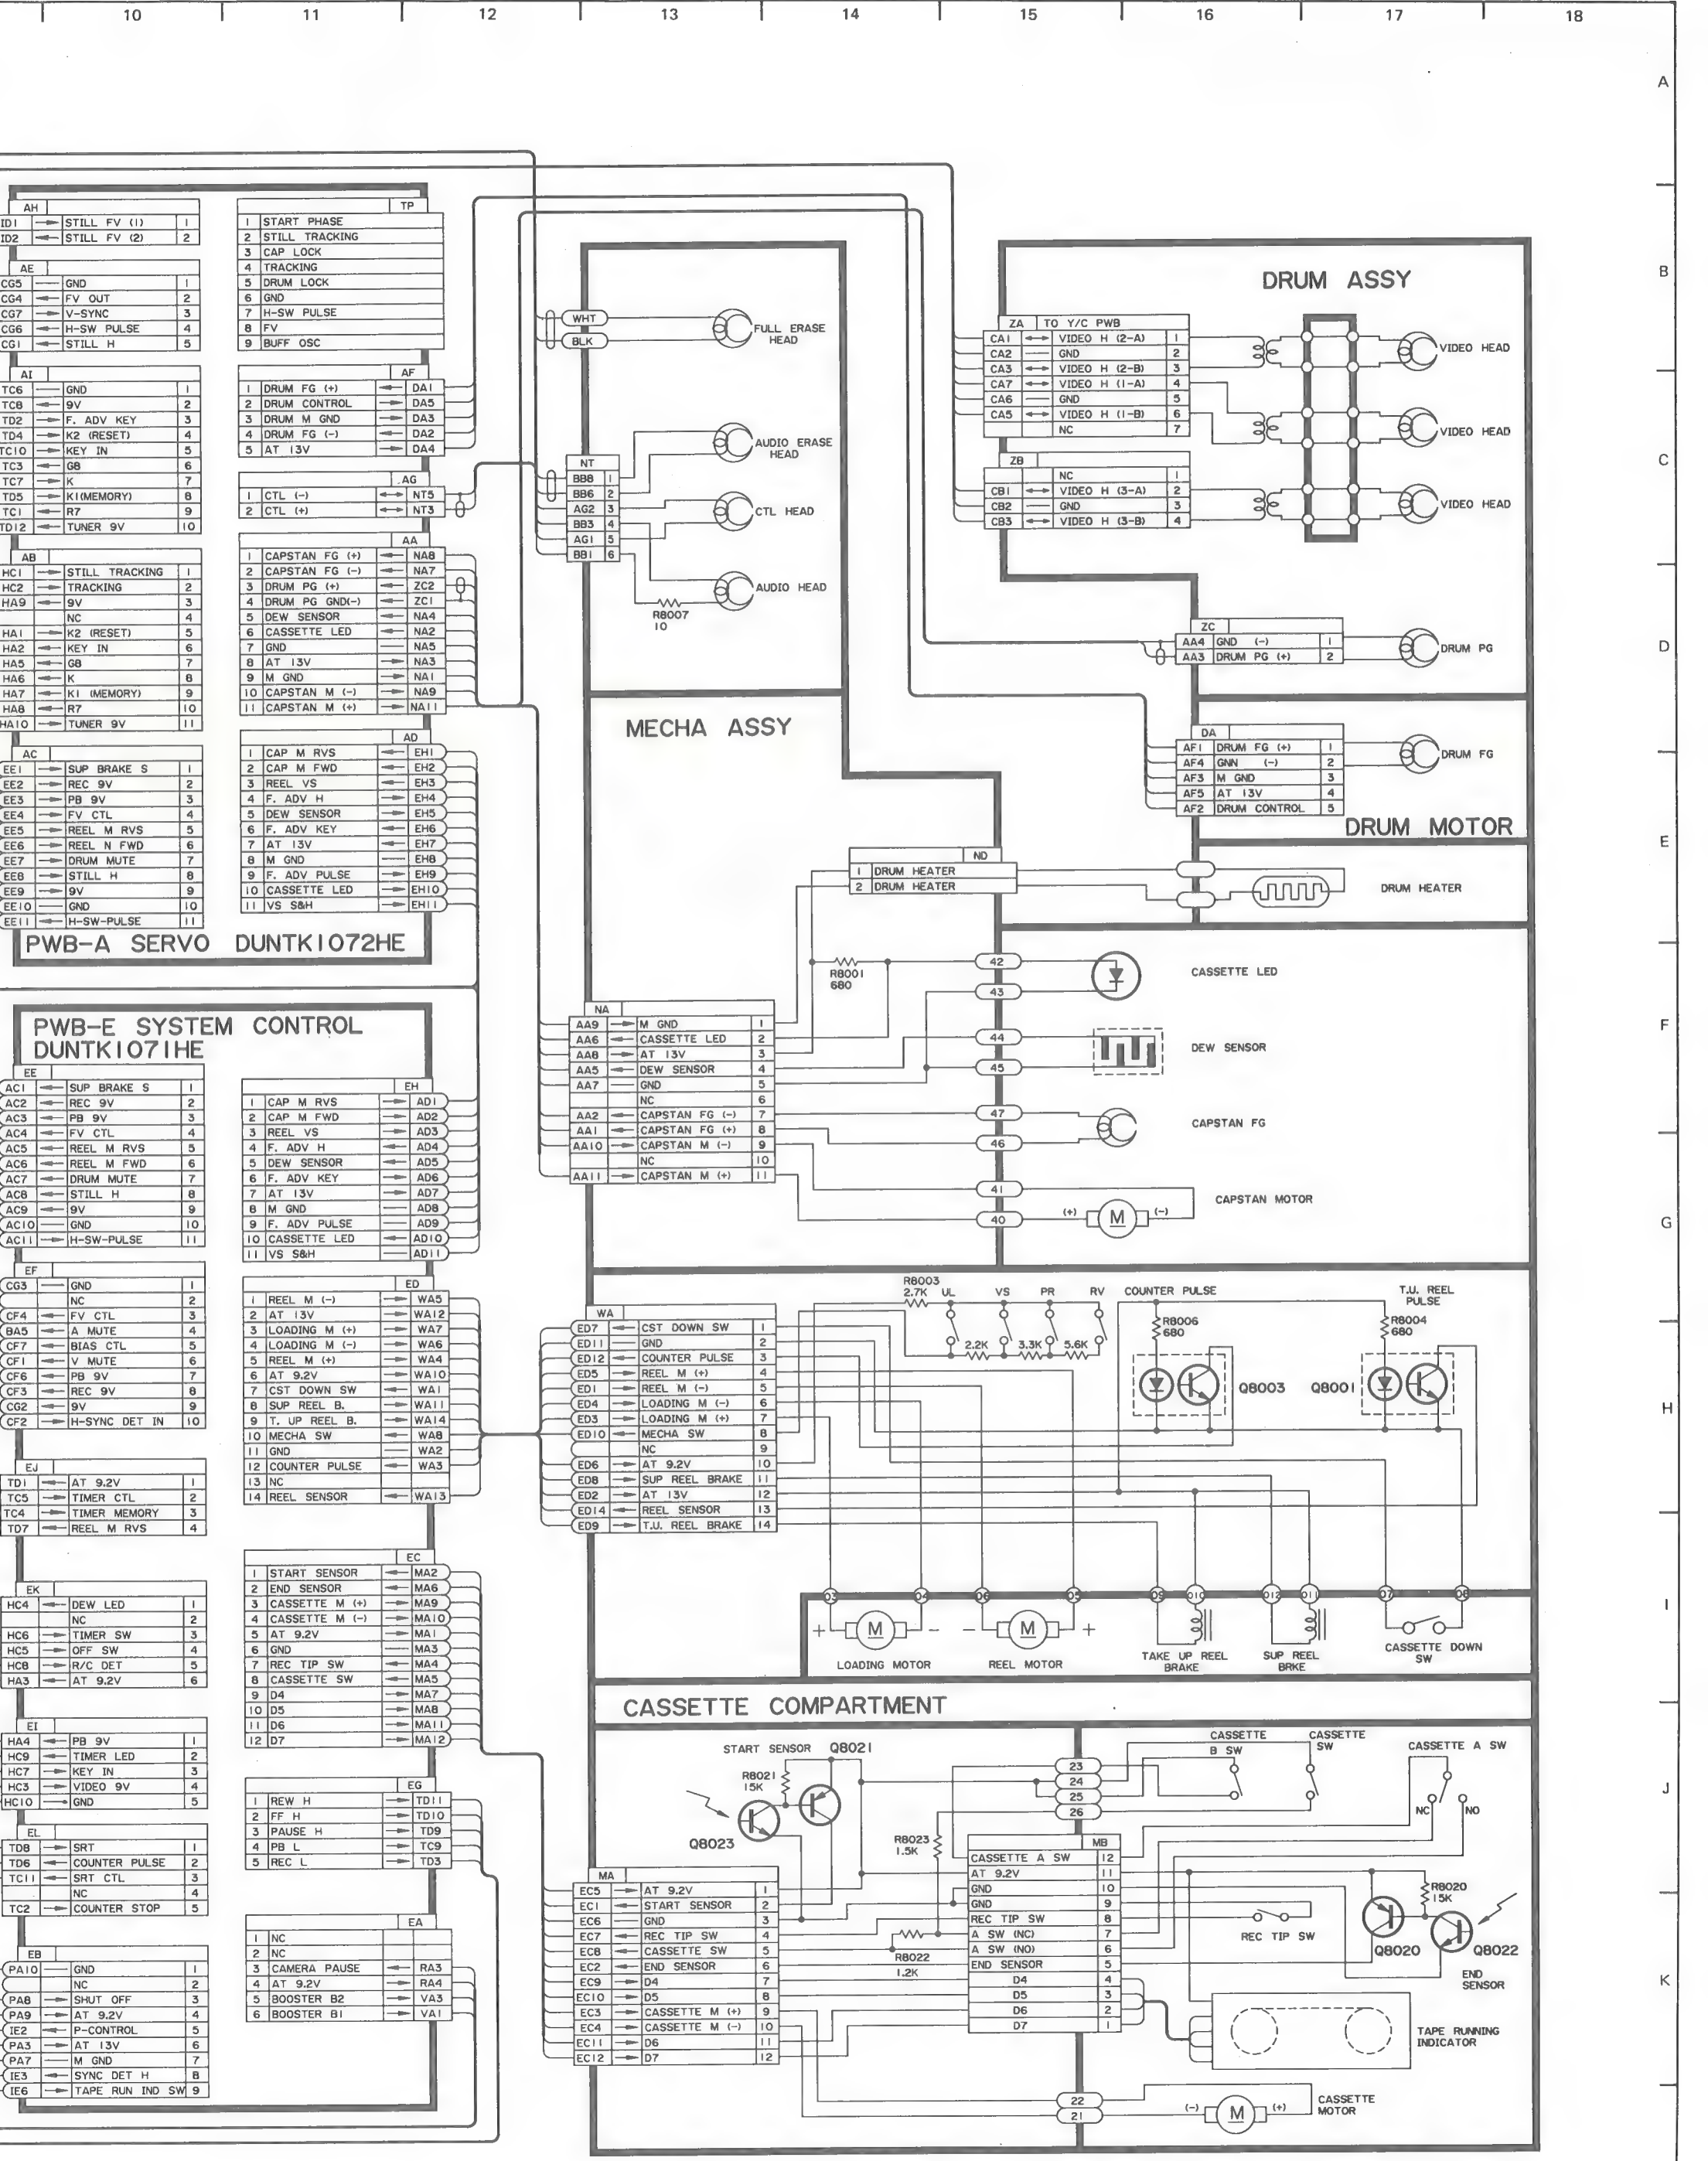 10 11 12 13 14 15 16 17 18
A
B
C
D
E
F
G
H
I
J
K
AH
ID1 STILL FV (1) 1
ID2 STILL FV (2) 2
AE
CG5 GND 1
CG4 FV OUT 2
CG7 V-SYNC 3
CG6 H-SW PULSE 4
CG1 STILL H 5
AI
TC6 GND 1
TC8 9V 2
TD2 F. ADV KEY 3
TD4 K2 (RESET) 4
TC10 KEY IN 5
TC3 G8 6
TC7 K 7
TD5 K1(MEMORY) 8
TC1 R7 9
TD12 TUNER 9V 10
AB
HC1 STILL TRACKING 1
HC2 TRACKING 2
HA9 9V 3
NC 4
HA1 K2 (RESET) 5
HA2 KEY IN 6
HA5 G8 7
HA6 K 8
HA7 K1 (MEMORY) 9
HA8 R7 10
HA10 TUNER 9V 11
AC
EE1 SUP BRAKE S 1
EE2 REC 9V 2
EE3 PB 9V 3
EE4 FV CTL 4
EE5 REEL M RVS 5
EE6 REEL N FWD 6
EE7 DRUM MUTE 7
EE8 STILL H 8
EE9 9V 9
EE10 GND 10
EE11 H-SW-PULSE 11
TP
1 START PHASE
2 STILL TRACKING
3 CAP LOCK
4 TRACKING
5 DRUM LOCK
6 GND
7 H-SW PULSE
8 FV
9 BUFF OSC
AF
1 DRUM FG (+) DA1
2 DRUM CONTROL DA5
3 DRUM M GND DA3
4 DRUM FG (-) DA2
5 AT 13V DA4
AG
1 CTL (-) NT5
2 CTL (+) NT3
AA
1 CAPSTAN FG (+) NA8
2 CAPSTAN FG (-) NA7
3 DRUM PG (+) ZC2
4 DRUM PG GND(-) ZC1
5 DEW SENSOR NA4
6 CASSETTE LED NA2
7 GND NA5
8 AT 13V NA3
9 M GND NA1
10 CAPSTAN M (-) NA9
11 CAPSTAN M (+) NA11
AD
1 CAP M RVS EH1
2 CAP M FWD EH2
3 REEL VS EH3
4 F. ADV H EH4
5 DEW SENSOR EH5
6 F. ADV KEY EH6
7 AT 13V EH7
8 M GND EH8
9 F. ADV PULSE EH9
10 CASSETTE LED EH10
11 VS S&H EH11
PWB-A SERVO DUNTK1072HE
PWB-E SYSTEM CONTROL
DUNTK1071HE
EE
AC1 SUP BRAKE S 1
AC2 REC 9V 2
AC3 PB 9V 3
AC4 FV CTL 4
AC5 REEL M RVS 5
AC6 REEL M FWD 6
AC7 DRUM MUTE 7
AC8 STILL H 8
AC9 9V 9
AC10 GND 10
AC11 H-SW-PULSE 11
EF
CG3 GND 1
NC 2
CF4 FV CTL 3
BA5 A MUTE 4
CF7 BIAS CTL 5
CF1 V MUTE 6
CF6 PB 9V 7
CF3 REC 9V 8
CG2 9V 9
CF2 H-SYNC DET IN 10
EJ
TD1 AT 9.2V 1
TC5 TIMER CTL 2
TC4 TIMER MEMORY 3
TD7 REEL M RVS 4
EK
HC4 DEW LED 1
NC 2
HC6 TIMER SW 3
HC5 OFF SW 4
HC8 R/C DET 5
HA3 AT 9.2V 6
EI
HA4 PB 9V 1
HC9 TIMER LED 2
HC7 KEY IN 3
HC3 VIDEO 9V 4
HC10 GND 5
EL
TD8 SRT 1
TD6 COUNTER PULSE 2
TC11 SRT CTL 3
NC 4
TC2 COUNTER STOP 5
EB
PA10 GND 1
NC 2
PA8 SHUT OFF 3
PA9 AT 9.2V 4
IE2 P-CONTROL 5
PA3 AT 13V 6
PA7 M GND 7
IE3 SYNC DET H 8
IE6 TAPE RUN IND SW 9
EH
1 CAP M RVS AD1
2 CAP M FWD AD2
3 REEL VS AD3
4 F. ADV H AD4
5 DEW SENSOR AD5
6 F. ADV KEY AD6
7 AT 13V AD7
8 M GND AD8
9 F. ADV PULSE AD9
10 CASSETTE LED AD10
11 VS S&H AD11
ED
1 REEL M (-) WA5
2 AT 13V WA12
3 LOADING M (+) WA7
4 LOADING M (-) WA6
5 REEL M (+) WA4
6 AT 9.2V WA10
7 CST DOWN SW WA1
8 SUP REEL B. WA11
9 T. UP REEL B. WA14
10 MECHA SW WA8
11 GND WA2
12 COUNTER PULSE WA3
13 NC
14 REEL SENSOR WA13
EC
1 START SENSOR MA2
2 END SENSOR MA6
3 CASSETTE M (+) MA9
4 CASSETTE M (-) MA10
5 AT 9.2V MA1
6 GND MA3
7 REC TIP SW MA4
8 CASSETTE SW MA5
9 D4 MA7
10 D5 MA8
11 D6 MA11
12 D7 MA12
EG
1 REW H TD11
2 FF H TD10
3 PAUSE H TD9
4 PB L TC9
5 REC L TD3
EA
1 NC
2 NC
3 CAMERA PAUSE RA3
4 AT 9.2V RA4
5 BOOSTER B2 VA3
6 BOOSTER B1 VA1
WHT
BLK
FULL ERASE
HEAD
AUDIO ERASE
HEAD
CTL HEAD
AUDIO HEAD
R8007
10
NT
BB8 1
BB6 2
AG2 3
BB3 4
AG1 5
BB1 6
MECHA ASSY
DRUM ASSY
ZA TO Y/C PWB
CA1 VIDEO H (2-A) 1
CA2 GND 2
CA3 VIDEO H (2-B) 3
CA7 VIDEO H (1-A) 4
CA6 GND 5
CA5 VIDEO H (1-B) 6
NC 7
ZB
NC 1
CB1 VIDEO H (3-A) 2
CB2 GND 3
CB3 VIDEO H (3-B) 4
VIDEO HEAD
VIDEO HEAD
VIDEO HEAD
ZC
AA4 GND (-) 1
AA3 DRUM PG (+) 2
DRUM PG
DA
AF1 DRUM FG (+) 1
AF4 GNN (-) 2
AF3 M GND 3
AF5 AT 13V 4
AF2 DRUM CONTROL 5
DRUM FG
DRUM MOTOR
ND
1 DRUM HEATER
2 DRUM HEATER
DRUM HEATER
R8001
680
42
43
44
45
47
46
41
40
CASSETTE LED
DEW SENSOR
CAPSTAN FG
CAPSTAN MOTOR
(+) M (-)
NA
AA9 M GND 1
AA6 CASSETTE LED 2
AA8 AT 13V 3
AA5 DEW SENSOR 4
AA7 GND 5
NC 6
AA2 CAPSTAN FG (-) 7
AA1 CAPSTAN FG (+) 8
AA10 CAPSTAN M (-) 9
NC 10
AA11 CAPSTAN M (+) 11
R8003
2.7K UL VS PR RV
2.2K 3.3K 5.6K
COUNTER PULSE
R8006
680
Q8003
T.U. REEL
PULSE
R8004
680
Q8001
WA
ED7 CST DOWN SW 1
ED11 GND 2
ED12 COUNTER PULSE 3
ED5 REEL M (+) 4
ED1 REEL M (-) 5
ED4 LOADING M (-) 6
ED3 LOADING M (+) 7
ED10 MECHA SW 8
NC 9
ED6 AT 9.2V 10
ED8 SUP REEL BRAKE 11
ED2 AT 13V 12
ED14 REEL SENSOR 13
ED9 T.U. REEL BRAKE 14
03 04 06 05 09 010 012 011 07 08
+ M - - M +
LOADING MOTOR
REEL MOTOR
TAKE UP REEL
BRAKE
SUP REEL
BRKE
CASSETTE DOWN
SW
CASSETTE COMPARTMENT
START SENSOR Q8021
R8021
15K
Q8023
23
24
25
26
CASSETTE
B SW
CASSETTE
SW
CASSETTE A SW
NC NO
R8023
1.5K
R8022
1.2K
MB
CASSETTE A SW 12
AT 9.2V 11
GND 10
GND 9
REC TIP SW 8
A SW (NC) 7
A SW (NO) 6
END SENSOR 5
D4 4
D5 3
D6 2
D7 1
MA
EC5 AT 9.2V 1
EC1 START SENSOR 2
EC6 GND 3
EC7 REC TIP SW 4
EC8 CASSETTE SW 5
EC2 END SENSOR 6
EC9 D4 7
EC10 D5 8
EC3 CASSETTE M (+) 9
EC4 CASSETTE M (-) 10
EC11 D6 11
EC12 D7 12
REC TIP SW
R8020
15K
Q8020 Q8022
END
SENSOR
TAPE RUNNING
INDICATOR
22
21
(-) M (+)
CASSETTE
MOTOR